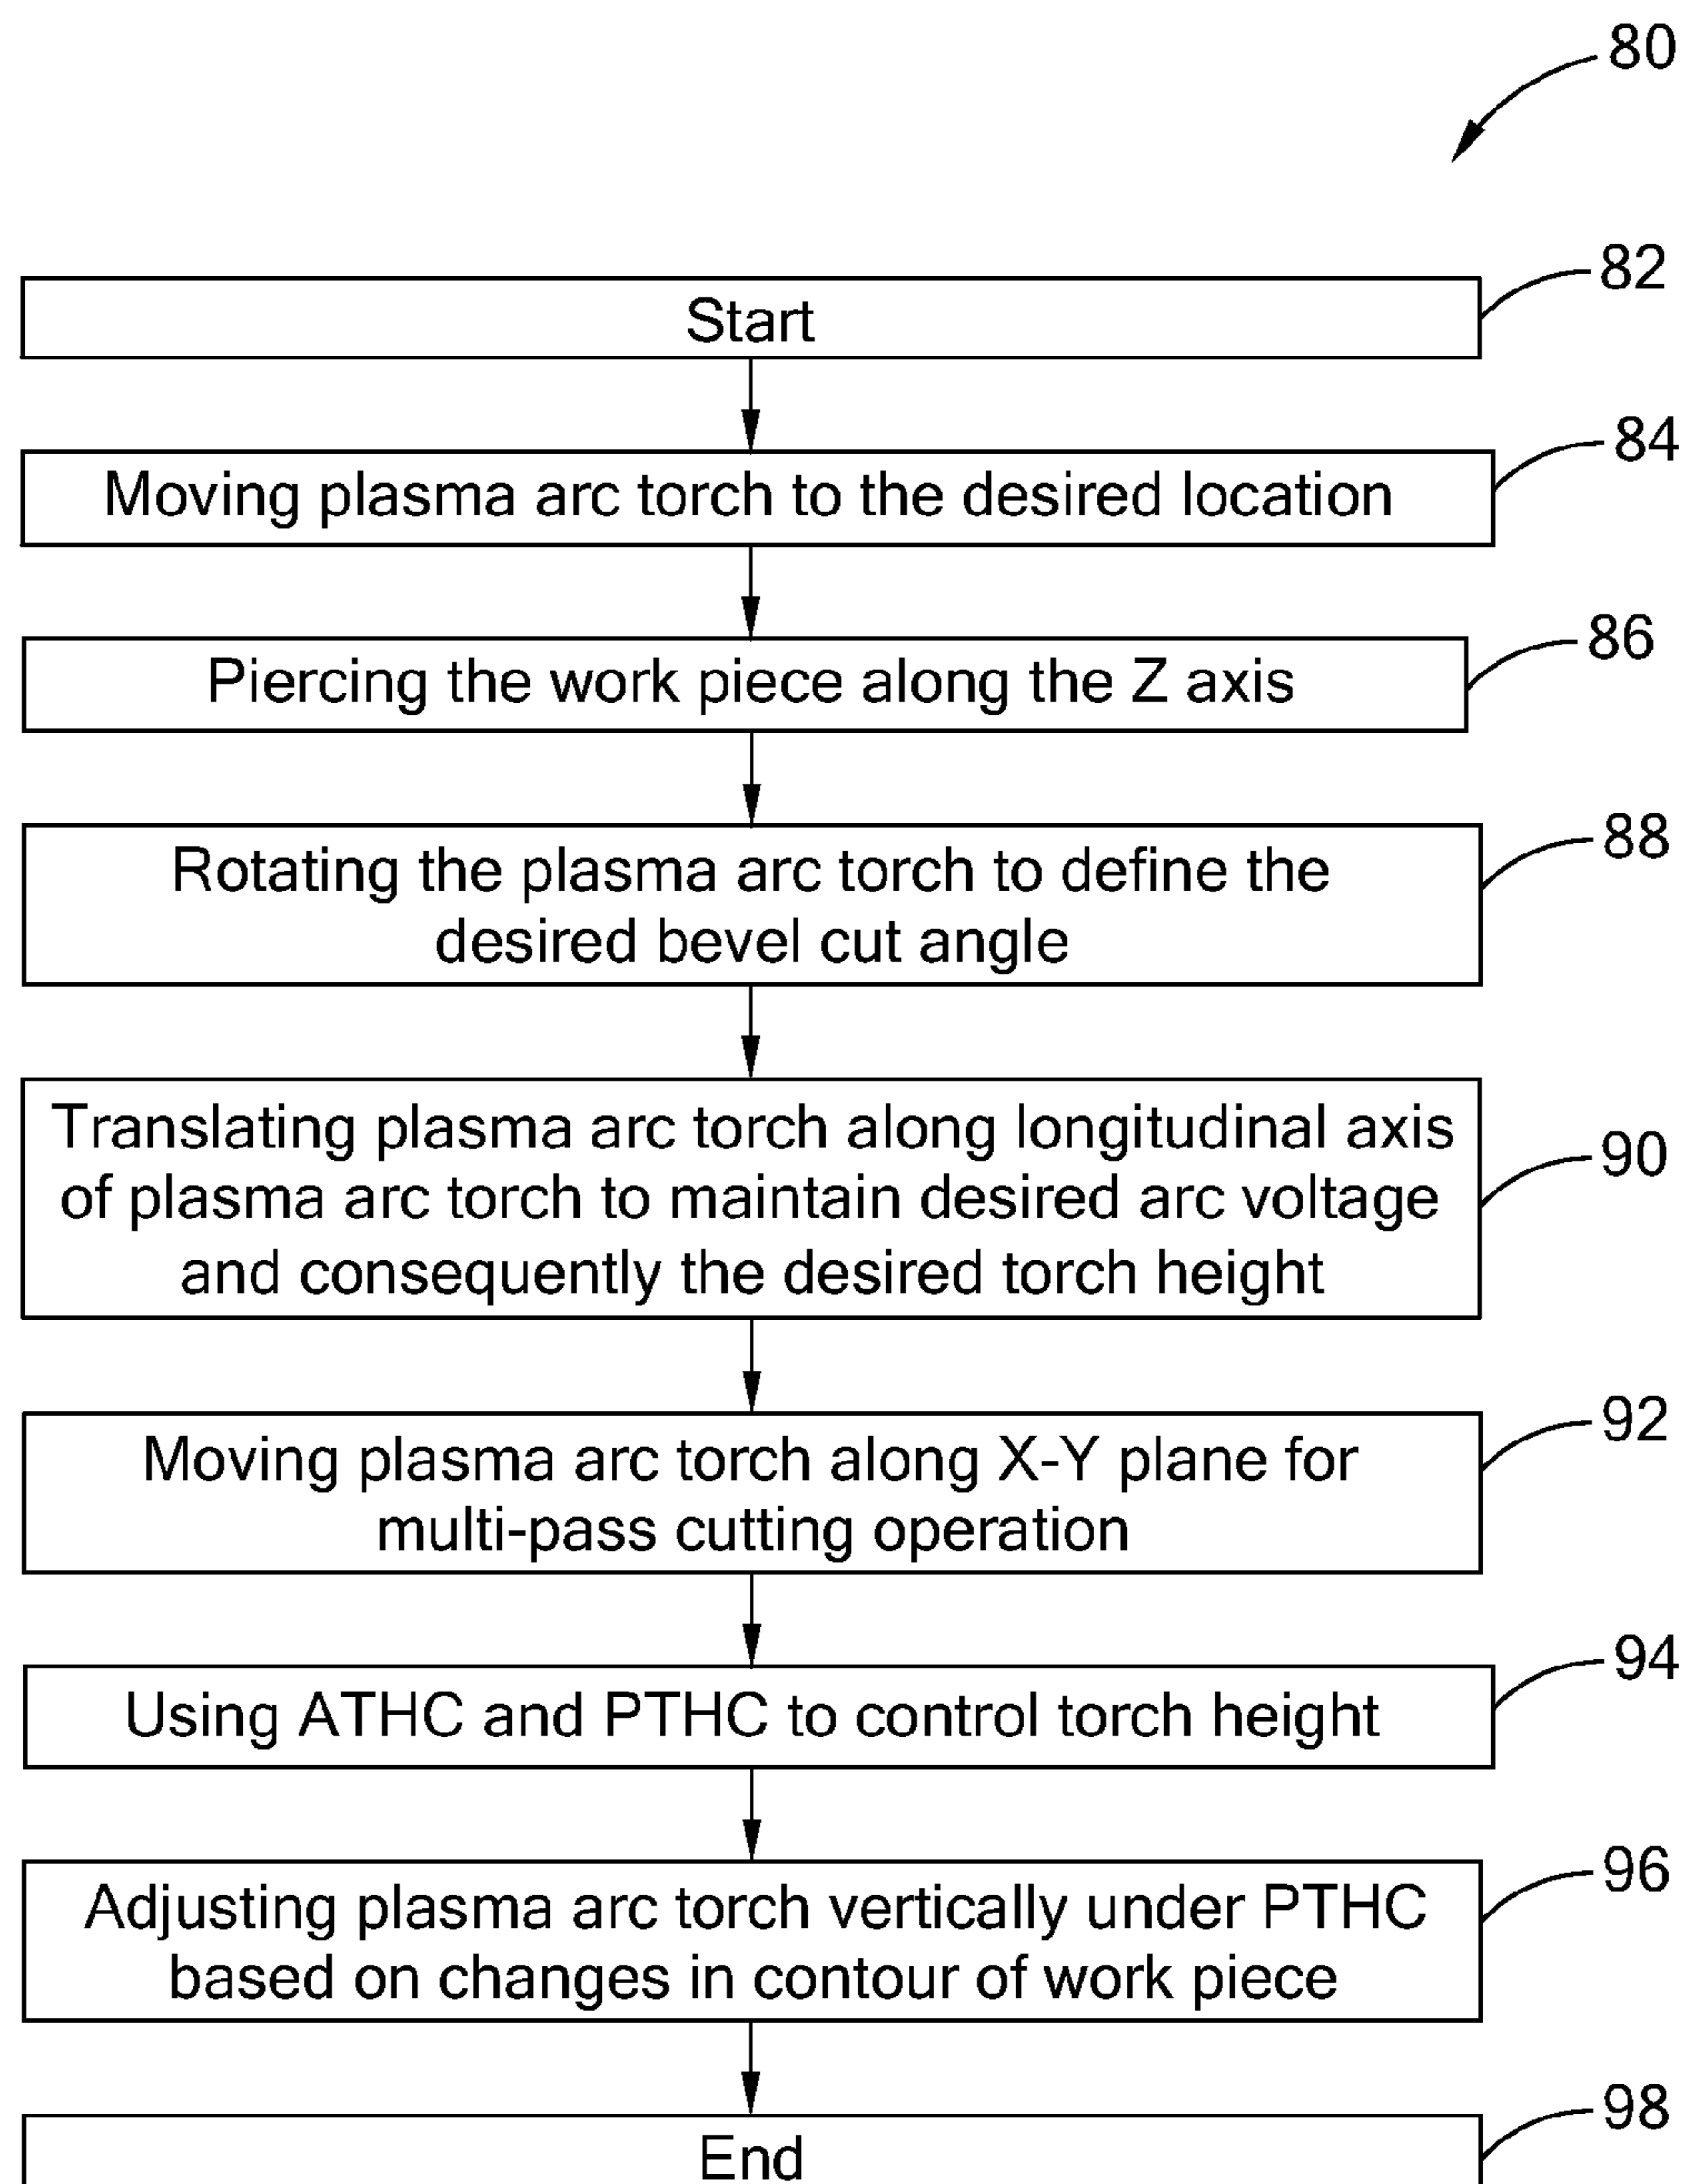 80
82
Start
84
Moving plasma arc torch to the desired location
86
Piercing the work piece along the Z axis
88
Rotating the plasma arc torch to define the
desired bevel cut angle
90
Translating plasma arc torch along longitudinal axis
of plasma arc torch to maintain desired arc voltage
and consequently the desired torch height
92
Moving plasma arc torch along X-Y plane for
multi-pass cutting operation
94
Using ATHC and PTHC to control torch height
96
Adjusting plasma arc torch vertically under PTHC
based on changes in contour of work piece
98
End